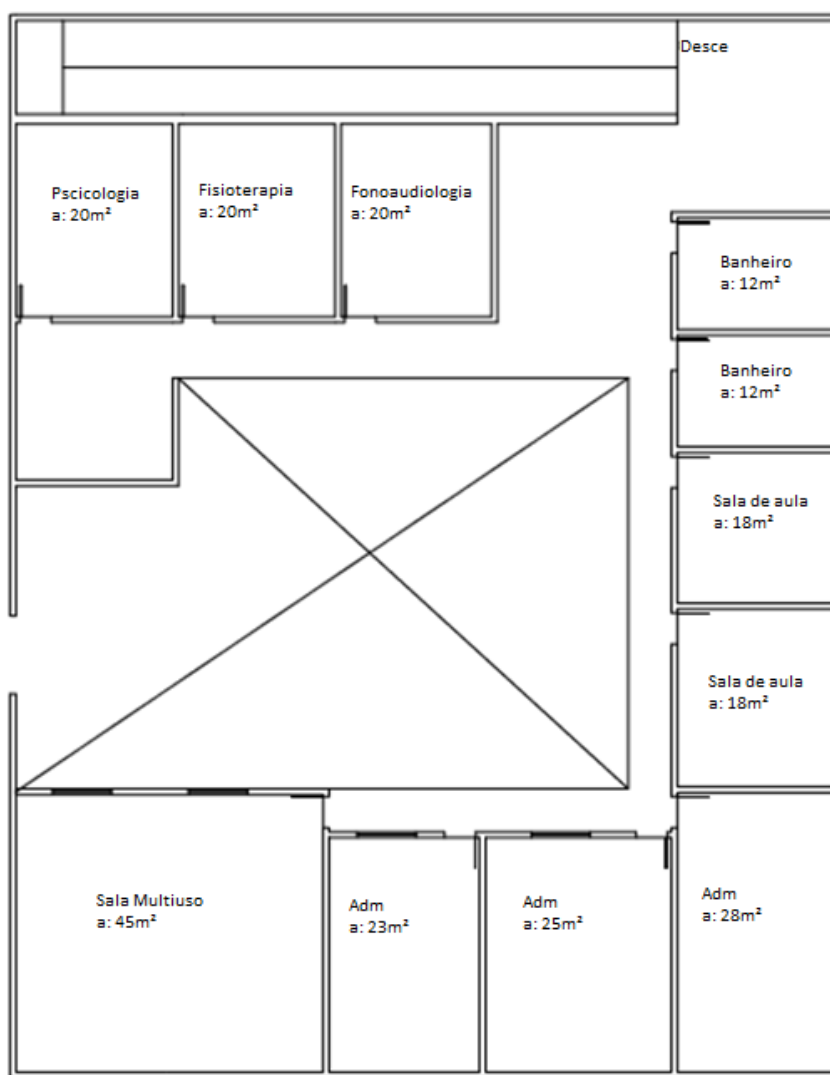 Desce
Pscicologia
a: 20m²
Fisioterapia
a: 20m²
Fonoaudiologia
a: 20m²
Banheiro
a: 12m²
Banheiro
a: 12m²
Sala de aula
a: 18m²
Sala de aula
a: 18m²
Sala Multiuso
a: 45m²
Adm
a: 23m²
Adm
a: 25m²
Adm
a: 28m²